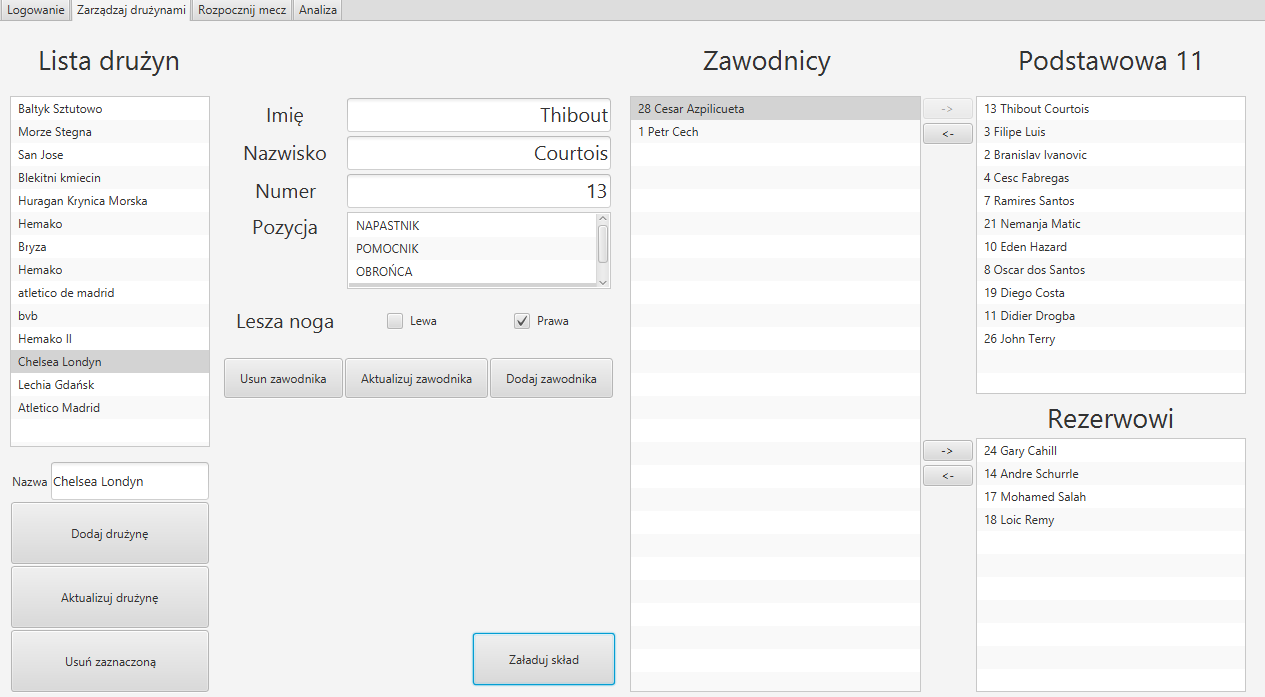 Logowanie Zarządzaj drużynami Rozpocznij mecz Analiza
Lista drużyn
Bałtyk Sztutowo
Morze Stegna
San Jose
Blekitni kmiecin
Huragan Krynica Morska
Hemako
Bryza
Hemako
atletico de madrid
bvb
Hemako II
Chelsea Londyn
Lechia Gdańsk
Atletico Madrid
Nazwa Chelsea Londyn
Dodaj drużynę
Aktualizuj drużynę
Usuń zaznaczoną
Imię Thibout
Nazwisko Courtois
Numer 13
Pozycja
NAPASTNIK
POMOCNIK
OBROŃCA
Lesza noga Lewa Prawa
Usun zawodnika Aktualizuj zawodnika Dodaj zawodnika
Załaduj skład
Zawodnicy
28 Cesar Azpilicueta
1 Petr Cech
->
<-
Podstawowa 11
13 Thibout Courtois
3 Filipe Luis
2 Branislav Ivanovic
4 Cesc Fabregas
7 Ramires Santos
21 Nemanja Matic
10 Eden Hazard
8 Oscar dos Santos
19 Diego Costa
11 Didier Drogba
26 John Terry
->
<-
Rezerwowi
24 Gary Cahill
14 Andre Schurrle
17 Mohamed Salah
18 Loic Remy